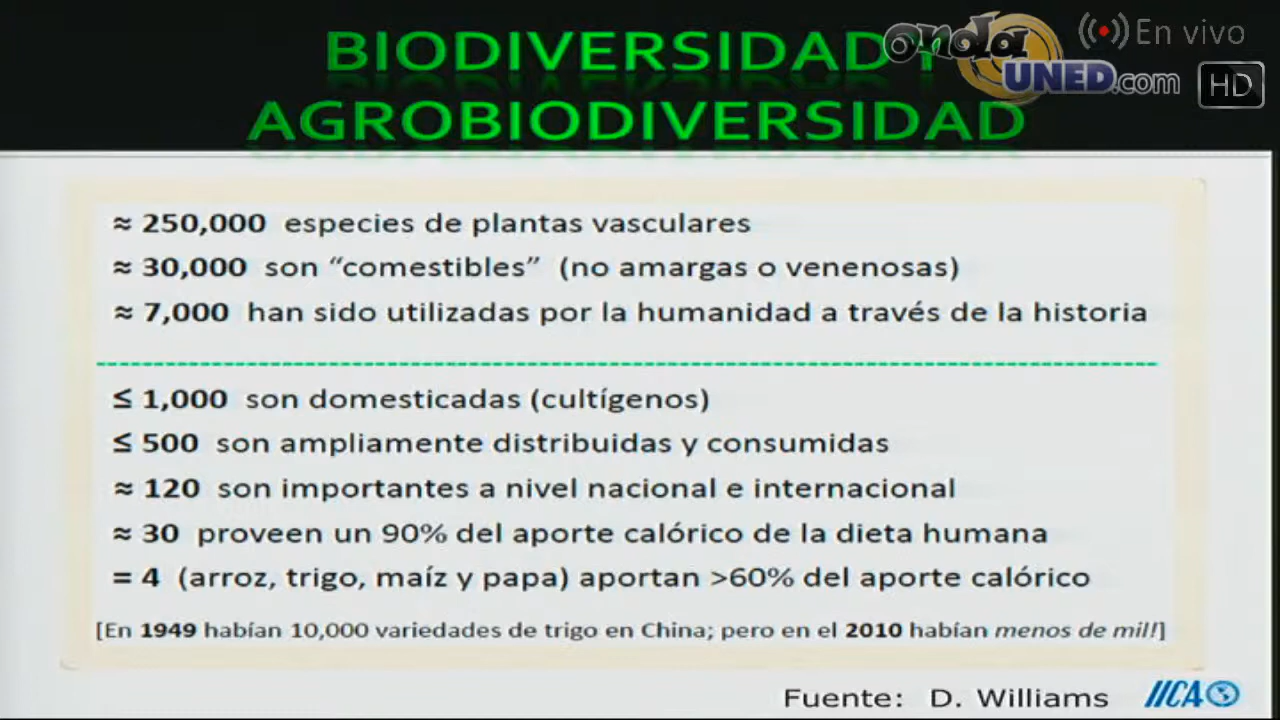 BIODIVERSIDAD Y
AGROBIODIVERSIDAD
onda
UNED.com
En vivo
HD
≈ 250,000 especies de plantas vasculares
≈ 30,000 son “comestibles” (no amargas o venenosas)
≈ 7,000 han sido utilizadas por la humanidad a través de la historia
≤ 1,000 son domesticadas (cultígenos)
≤ 500 son ampliamente distribuidas y consumidas
≈ 120 son importantes a nivel nacional e internacional
≈ 30 proveen un 90% del aporte calórico de la dieta humana
= 4 (arroz, trigo, maíz y papa) aportan >60% del aporte calórico
[En 1949 habían 10,000 variedades de trigo en China; pero en el 2010 habían menos de mil!]
Fuente: D. Williams
IICA